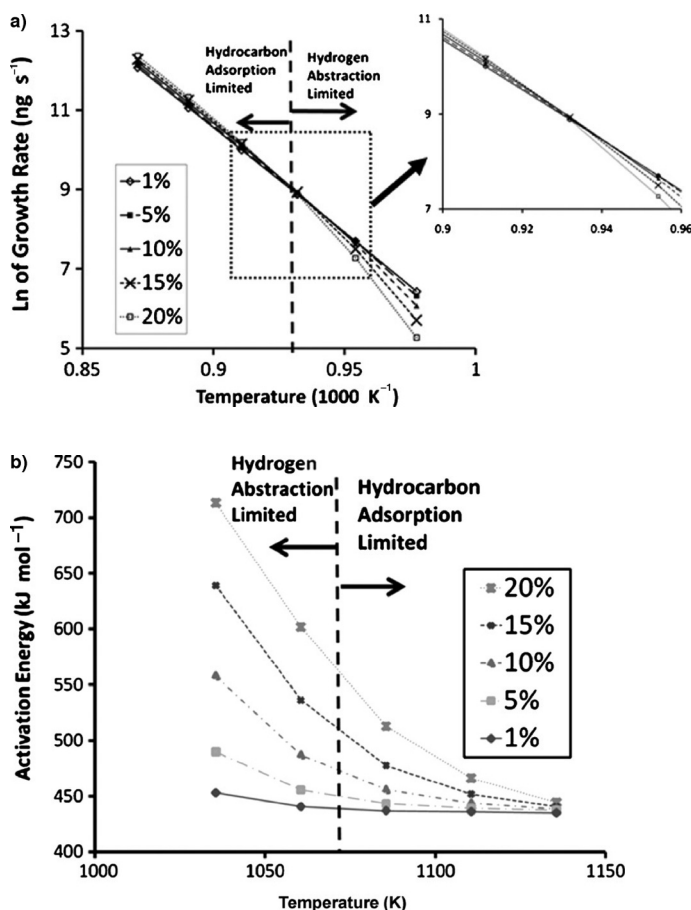 a)
13
11
9
7
5
Ln of Growth Rate (ng s⁻¹)
Hydrocarbon
Adsorption
Limited
Hydrogen
Abstraction
Limited
1%
5%
10%
15%
20%
0.85
0.9
0.95
1
Temperature (1000 K⁻¹)
11
9
7
0.9
0.92
0.94
0.96
b)
750
700
650
600
550
500
450
400
Activation Energy (kJ mol⁻¹)
Hydrogen
Abstraction
Limited
Hydrocarbon
Adsorption
Limited
20%
15%
10%
5%
1%
1000
1050
1100
1150
Temperature (K)